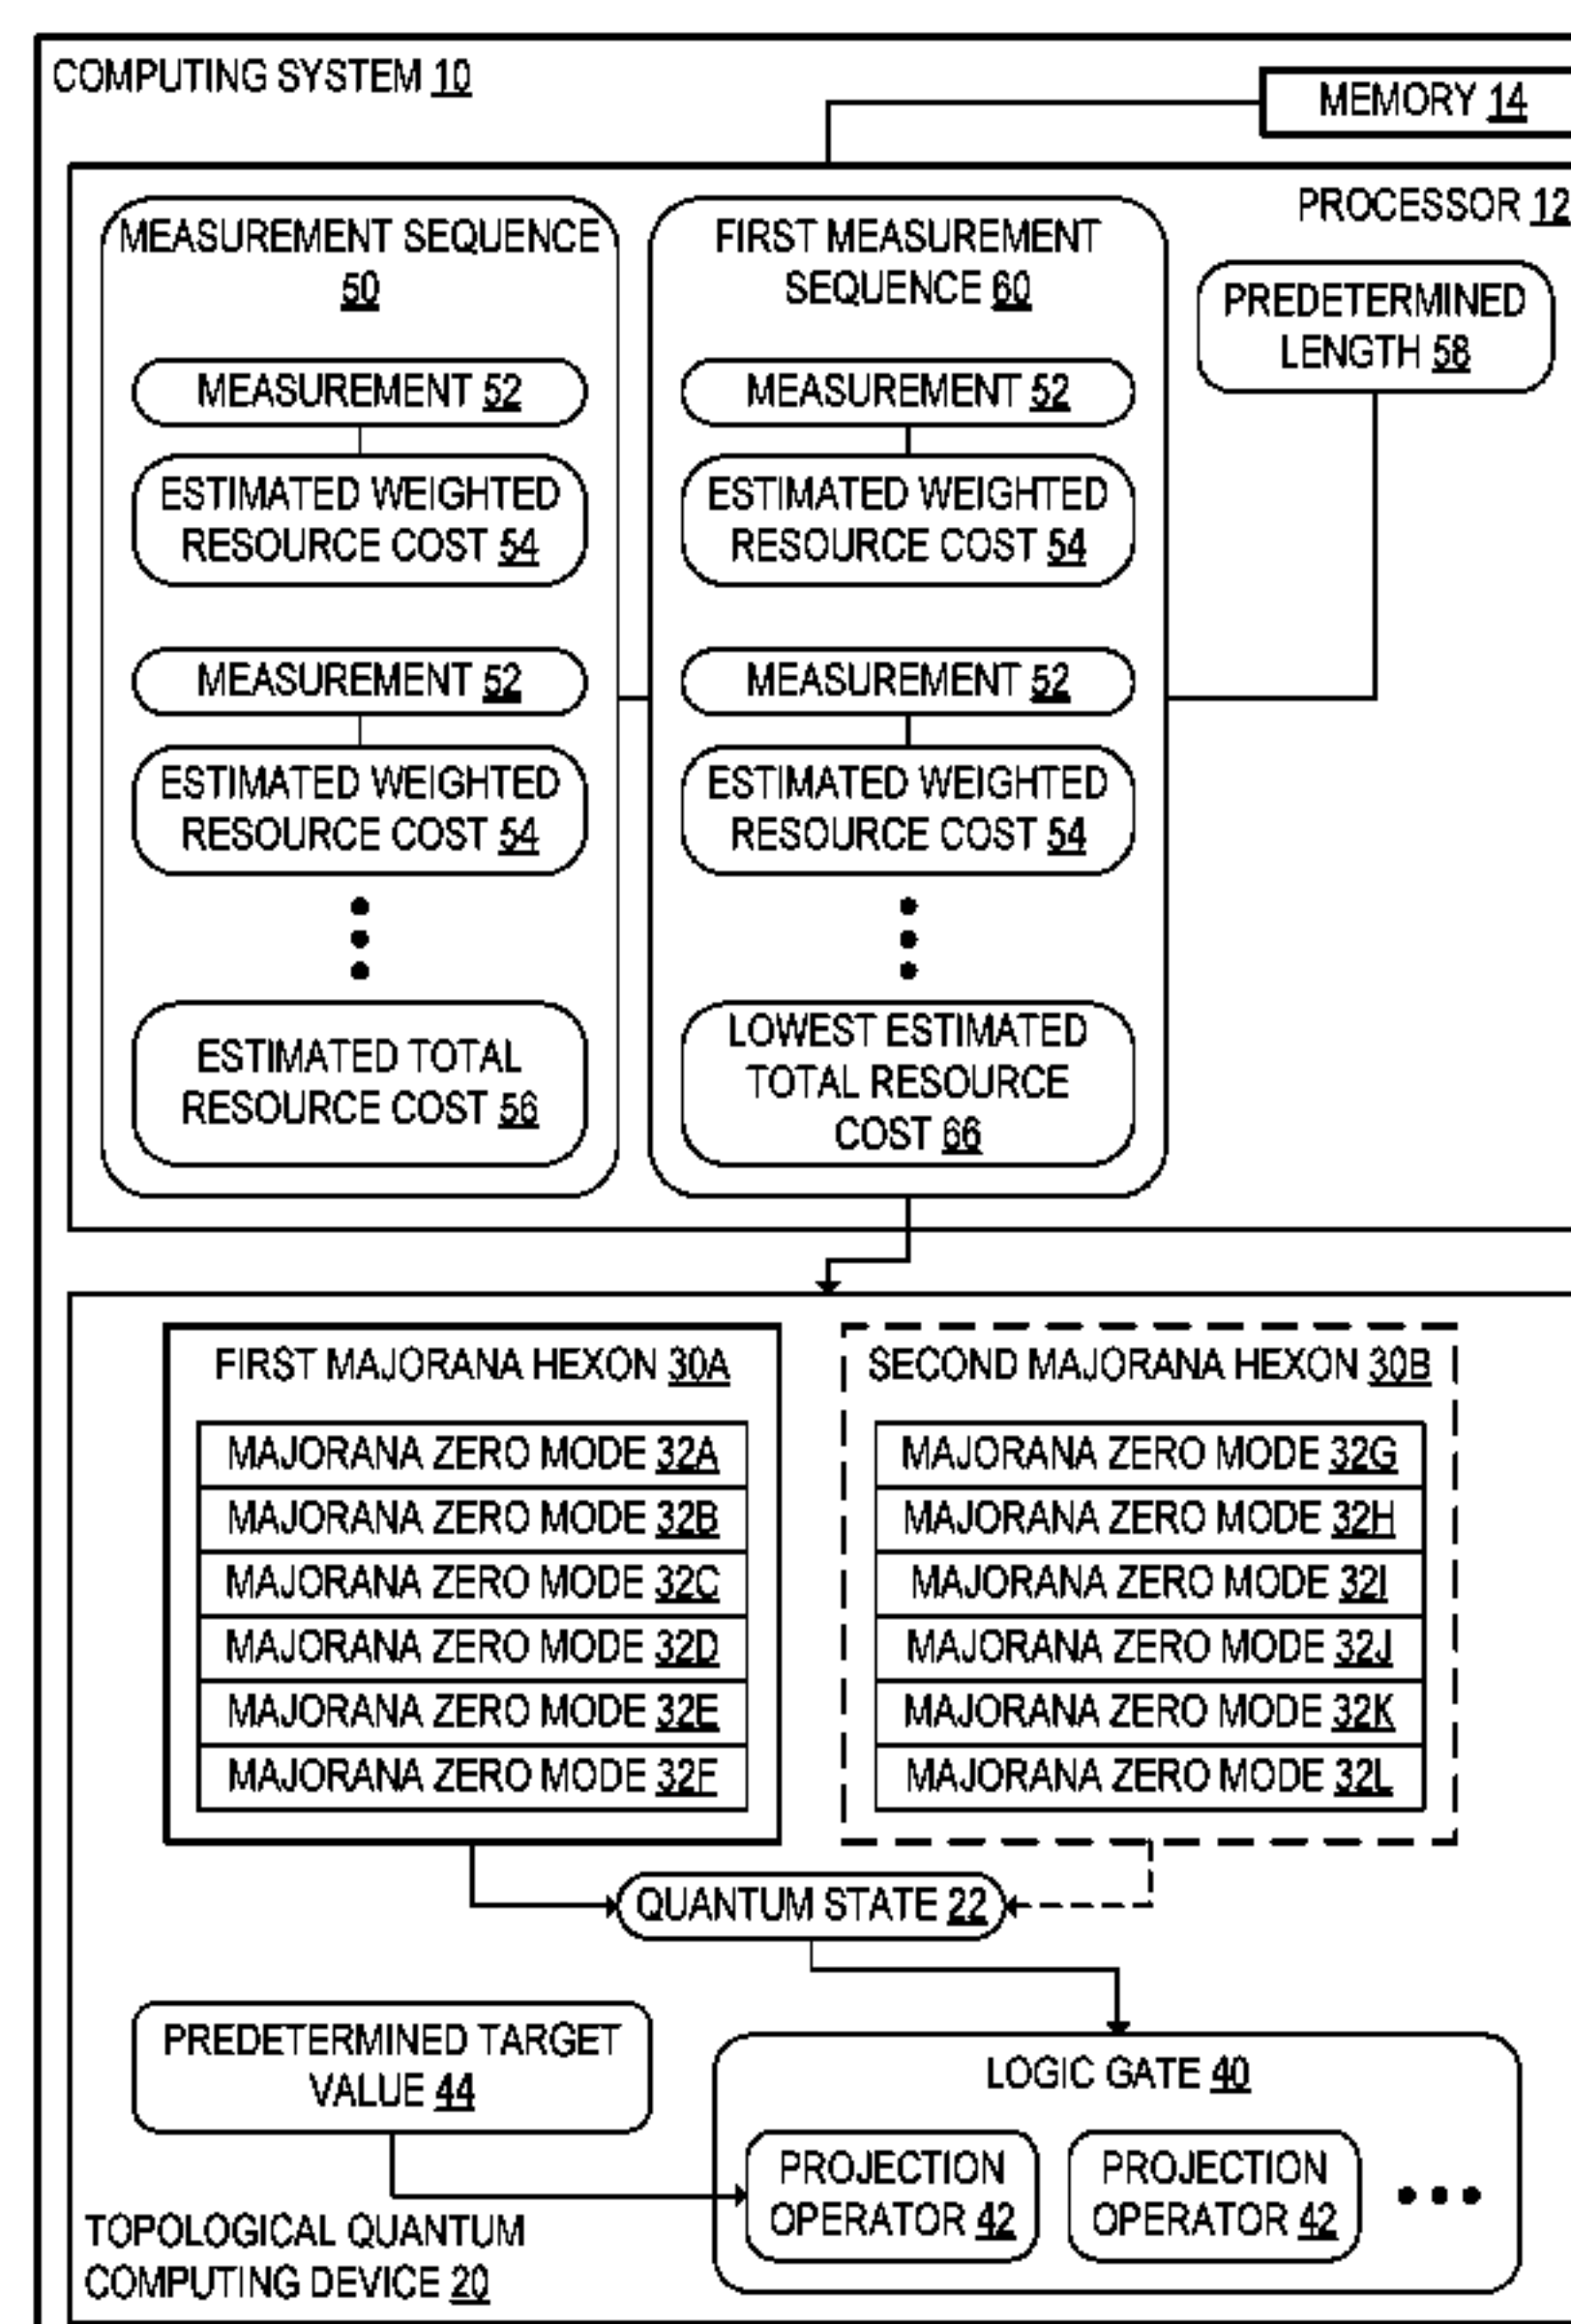 COMPUTING SYSTEM 10
MEMORY 14
PROCESSOR 12
MEASUREMENT SEQUENCE
50
MEASUREMENT 52
ESTIMATED WEIGHTED
RESOURCE COST 54
MEASUREMENT 52
ESTIMATED WEIGHTED
RESOURCE COST 54
ESTIMATED TOTAL
RESOURCE COST 56
FIRST MEASUREMENT
SEQUENCE 60
MEASUREMENT 52
ESTIMATED WEIGHTED
RESOURCE COST 54
MEASUREMENT 52
ESTIMATED WEIGHTED
RESOURCE COST 54
LOWEST ESTIMATED
TOTAL RESOURCE
COST 66
PREDETERMINED
LENGTH 58
FIRST MAJORANA HEXON 30A
MAJORANA ZERO MODE 32A
MAJORANA ZERO MODE 32B
MAJORANA ZERO MODE 32C
MAJORANA ZERO MODE 32D
MAJORANA ZERO MODE 32E
MAJORANA ZERO MODE 32F
SECOND MAJORANA HEXON 30B
MAJORANA ZERO MODE 32G
MAJORANA ZERO MODE 32H
MAJORANA ZERO MODE 32I
MAJORANA ZERO MODE 32J
MAJORANA ZERO MODE 32K
MAJORANA ZERO MODE 32L
QUANTUM STATE 22
PREDETERMINED TARGET
VALUE 44
LOGIC GATE 40
PROJECTION
OPERATOR 42
PROJECTION
OPERATOR 42
TOPOLOGICAL QUANTUM
COMPUTING DEVICE 20